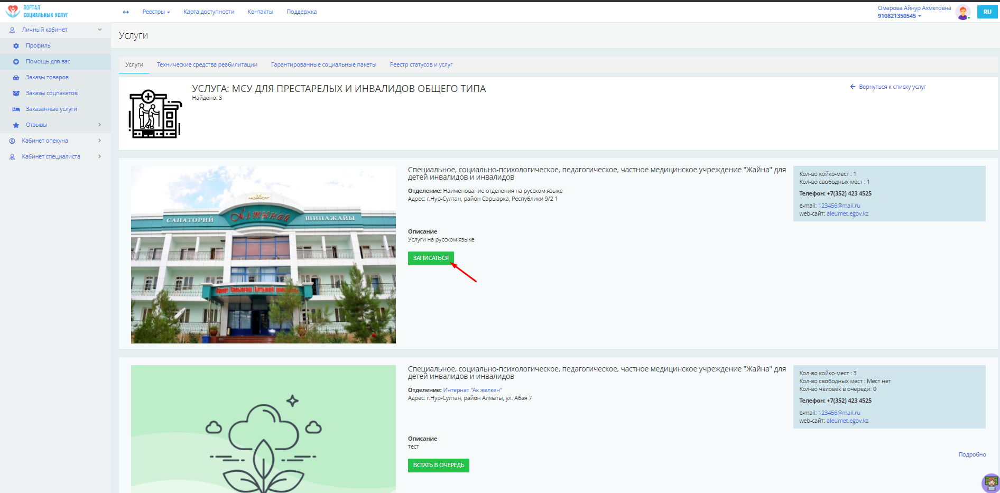 ПОРТАЛ
СОЦИАЛЬНЫХ УСЛУГ
Реестры
Карта доступности
Контакты
Поддержка
Омарова Айнур Ахметовна
910821350545
RU
Личный кабинет
Профиль
Помощь для вас
Заказы товаров
Заказы соцпакетов
Заказанные услуги
Отзывы
Кабинет опекуна
Кабинет специалиста
Услуги
Услуги
Технические средства реабилитации
Гарантированные социальные пакеты
Реестр статусов и услуг
УСЛУГА: МСУ ДЛЯ ПРЕСТАРЕЛЫХ И ИНВАЛИДОВ ОБЩЕГО ТИПА
Найдено: 3
Вернуться к списку услуг
САНАТОРИЙ Алтынай ШИПАЖАЙЫ
Специальное, социально-психологическое, педагогическое, частное медицинское учреждение "Жайна" для
детей инвалидов и инвалидов
Отделение: Наименование отделения на русском языке
Адрес: г.Нур-Султан, район Сарыарка, Республики 9/2 1
Описание
Услуги на русском языке
ЗАПИСАТЬСЯ
Кол-во койко-мест : 1
Кол-во свободных мест : 1
Телефон: +7(352) 423 4525
e-mail: 123456@mail.ru
web-сайт: aleumet.egov.kz
Специальное, социально-психологическое, педагогическое, частное медицинское учреждение "Жайна" для
детей инвалидов и инвалидов
Отделение: Интернат "Ак желкен"
Адрес: г.Нур-Султан, район Алматы, ул. Абая 7
Описание
тест
ВСТАТЬ В ОЧЕРЕДЬ
Кол-во койко-мест : 3
Кол-во свободных мест : Мест нет
Кол-во человек в очереди: 0
Телефон: +7(352) 423 4525
e-mail: 123456@mail.ru
web-сайт: aleumet.egov.kz
Подробно